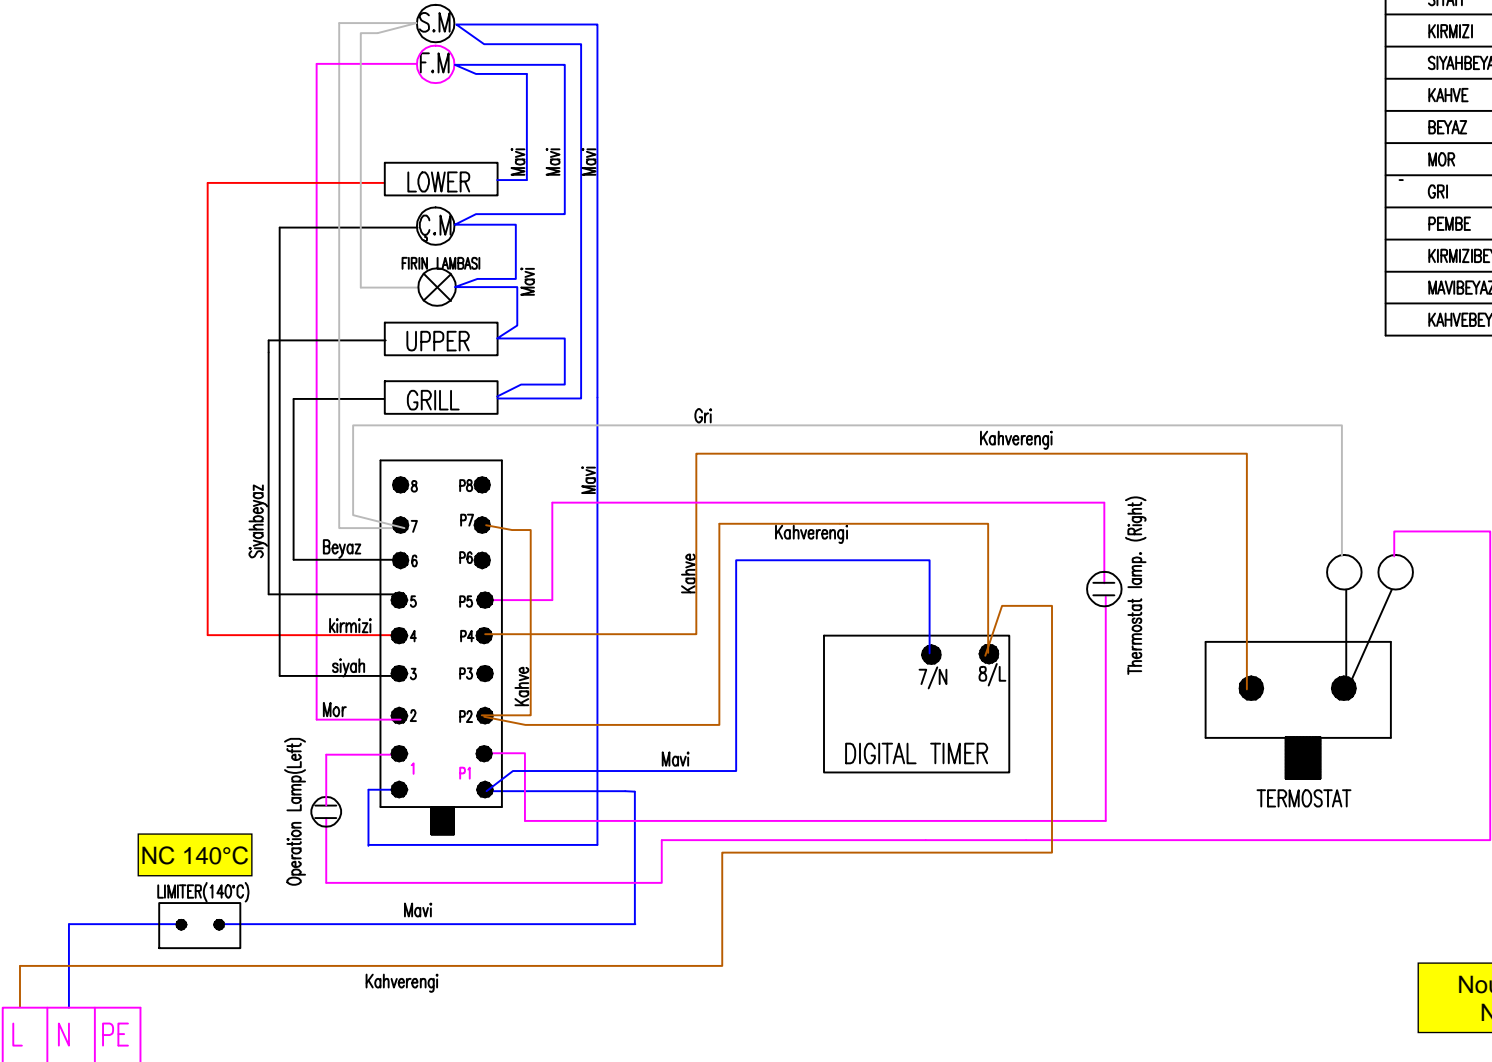 S.M
F.M
KIRMIZI
KAHVE
BEYAZ
MOR
GRI
PEMBE
Mavi
Mavi
Mavi
LOWER
Ç.M
FIRIN LAMBASI
Mavi
UPPER
GRILL
Gri
Kahverengi
Mavi
Siyahbeyaz
8 P8
7 P7
Beyaz
6 P6
5 P5
kirmizi
4 P4
siyah
3 P3
Mor
2 P2
1 P1
Kahve
Kahve
Kahverengi
Thermostat lamp. (Right)
7/N 8/L
DIGITAL TIMER
Mavi
TERMOSTAT
Operation Lamp(Left)
NC 140°C
LIMITER(140°C)
Mavi
Kahverengi
L N PE